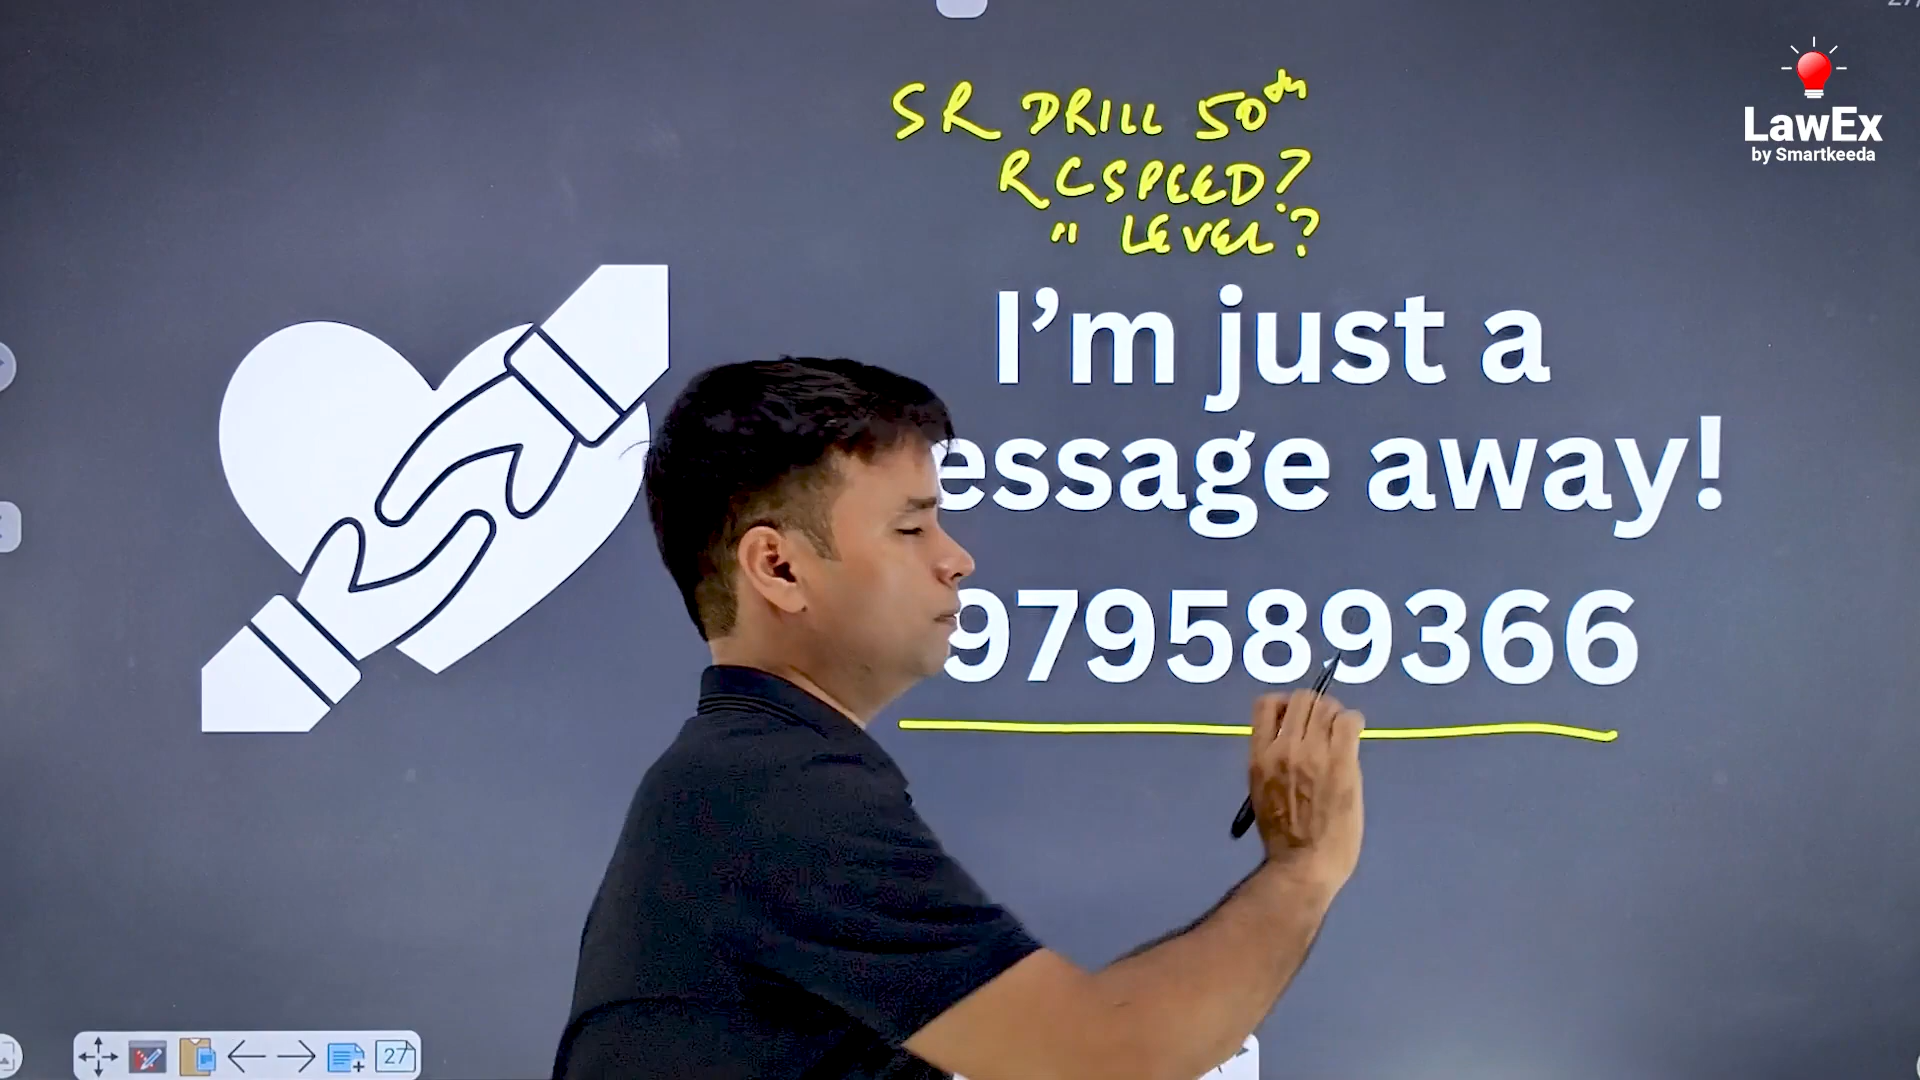 SR DRILL 50th
RC SPEED?
" LEVEL?
I'm just a
essage away!
979589366
LawEx
by Smartkeeda
27